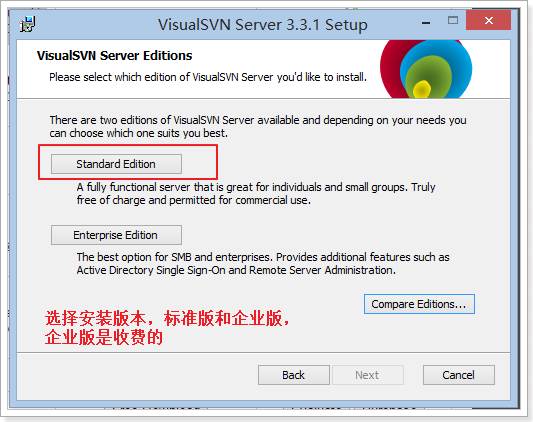 VisualSVN Server 3.3.1 Setup
VisualSVN Server Editions
Please select which edition of VisualSVN Server you'd like to install.
There are two editions of VisualSVN Server available and depending on your needs you
can choose which one suits you best.
Standard Edition
A fully functional server that is great for individuals and small groups. Truly
free of charge and permitted for commercial use.
Enterprise Edition
The best option for SMB and enterprises. Provides additional features such as
Active Directory Single Sign-On and Remote Server Administration.
Compare Editions...
选择安装版本，标准版和企业版，
企业版是收费的
Back
Next
Cancel